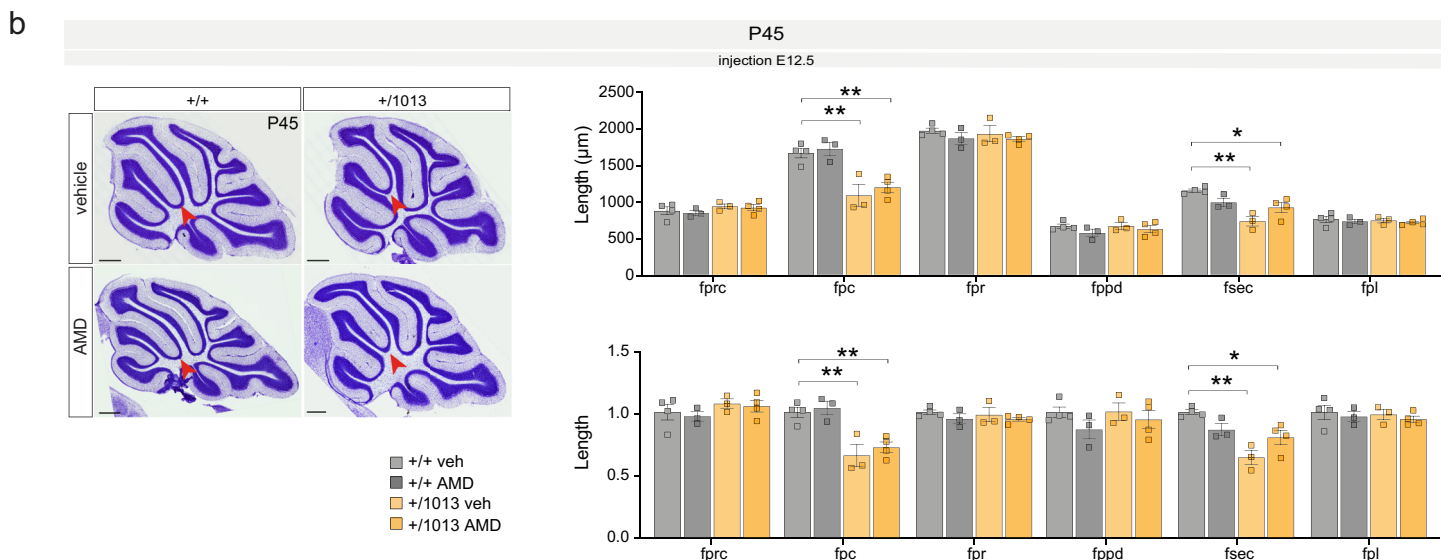 b
P45
injection E12.5
+/+
+/1013
vehicle
P45
AMD
+/+ veh
+/+ AMD
+/1013 veh
+/1013 AMD
Length (µm)
2500
2000
1500
1000
500
0
**
**
*
**
fprc
fpc
fpr
fppd
fsec
fpl
Length
1.5
1.0
0.5
0.0
**
**
*
**
fprc
fpc
fpr
fppd
fsec
fpl